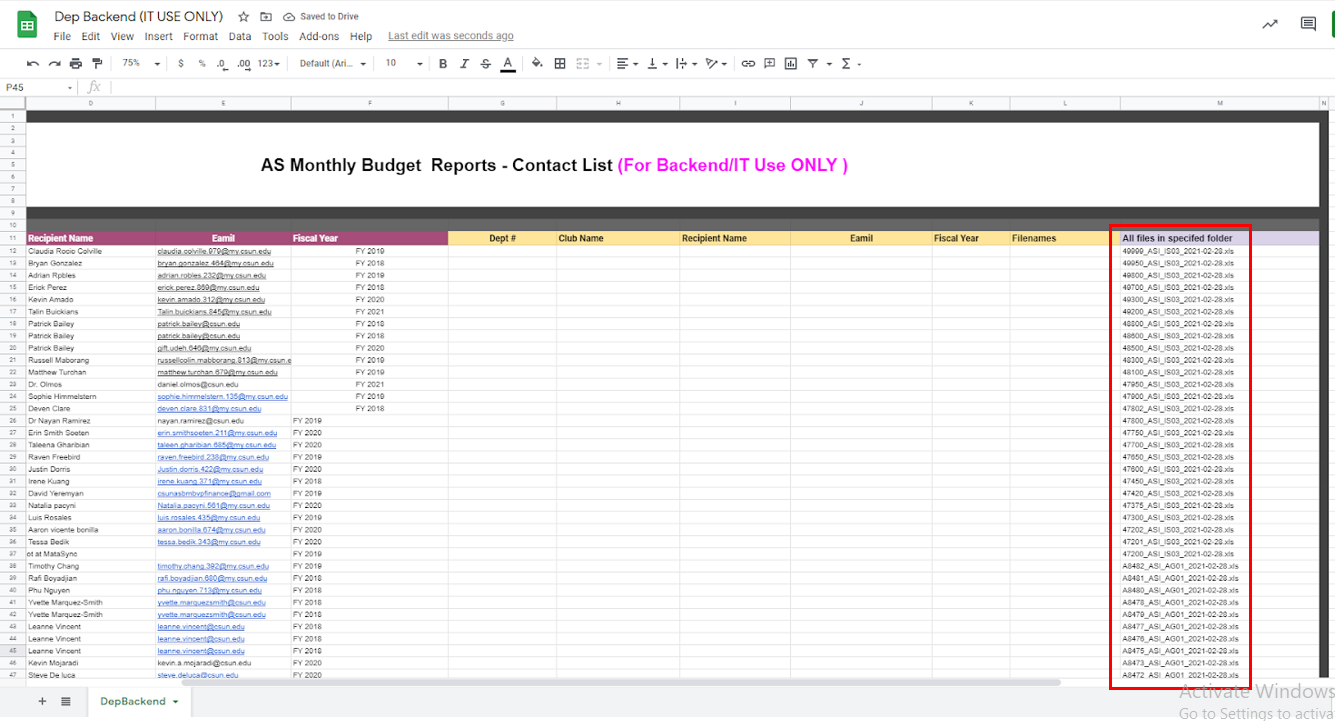 Dep Backend (IT USE ONLY) Saved to Drive
File Edit View Insert Format Data Tools Add-ons Help Last edit was seconds ago
75% $ % .0 .00 123 Default (Ari... 10 B I S A
P45 fx
D E F G H I J K L M N
1
2
3
4
5 AS Monthly Budget Reports - Contact List (For Backend/IT Use ONLY )
6
7
8
9
10
11 Recipient Name Eamil Fiscal Year Dept # Club Name Recipient Name Eamil Fiscal Year Filenames All files in specifed folder
12 Claudia Rocio Colville claudia.colville.979@my.csun.edu FY 2019 49999_ASI_IS03_2021-02-28.xls
13 Bryan Gonzalez bryan.gonzalez.464@my.csun.edu FY 2018 49950_ASI_IS03_2021-02-28.xls
14 Adrian Rpbles adrian.robles.232@my.csun.edu FY 2019 49800_ASI_IS03_2021-02-28.xls
15 Erick Perez erick.perez.869@my.csun.edu FY 2018 49700_ASI_IS03_2021-02-28.xls
16 Kevin Amado kevin.amado.312@my.csun.edu FY 2020 49300_ASI_IS03_2021-02-28.xls
17 Talin Buickians Talin.buickians.845@my.csun.edu FY 2021 49200_ASI_IS03_2021-02-28.xls
18 Patrick Bailey patrick.bailey@csun.edu FY 2018 48800_ASI_IS03_2021-02-28.xls
19 Patrick Bailey patrick.bailey@csun.edu FY 2018 48600_ASI_IS03_2021-02-28.xls
20 Patrick Bailey gift.udeh.646@my.csun.edu FY 2020 48500_ASI_IS03_2021-02-28.xls
21 Russell Maborang russellcolin.mabborang.813@my.csun.e FY 2019 48300_ASI_IS03_2021-02-28.xls
22 Matthew Turchan matthew.turchan.679@my.csun.edu FY 2019 48100_ASI_IS03_2021-02-28.xls
23 Dr. Olmos daniel.olmos@csun.edu FY 2021 47950_ASI_IS03_2021-02-28.xls
24 Sophie Himmelstern sophie.himmelstern.135@my.csun.edu FY 2019 47900_ASI_IS03_2021-02-28.xls
25 Deven Clare deven.clare.831@my.csun.edu FY 2018 47802_ASI_IS03_2021-02-28.xls
26 Dr Nayan Ramirez nayan.ramirez@csun.edu FY 2019 47800_ASI_IS03_2021-02-28.xls
27 Erin Smith Soeten erin.smithsoeten.211@my.csun.edu FY 2020 47750_ASI_IS03_2021-02-28.xls
28 Taleena Gharibian taleen.gharibian.685@my.csun.edu FY 2020 47700_ASI_IS03_2021-02-28.xls
29 Raven Freebird raven.freebird.238@my.csun.edu FY 2019 47650_ASI_IS03_2021-02-28.xls
30 Justin Dorris Justin.dorris.422@my.csun.edu FY 2020 47600_ASI_IS03_2021-02-28.xls
31 Irene Kuang irene.kuang.371@my.csun.edu FY 2018 47450_ASI_IS03_2021-02-28.xls
32 David Yeremyan csunasbmbvpfinance@gmail.com FY 2019 47420_ASI_IS03_2021-02-28.xls
33 Natalia pacyni Natalia.pacyni.561@my.csun.edu FY 2020 47375_ASI_IS03_2021-02-28.xls
34 Luis Rosales luis.rosales.435@my.csun.edu FY 2019 47300_ASI_IS03_2021-02-28.xls
35 Aaron vicente bonilla aaron.bonilla.674@my.csun.edu FY 2020 47202_ASI_IS03_2021-02-28.xls
36 Tessa Bedik tessa.bedik.343@my.csun.edu FY 2020 47201_ASI_IS03_2021-02-28.xls
37 ot at MataSync FY 2019 47200_ASI_IS03_2021-02-28.xls
38 Timothy Chang timothy.chang.392@my.csun.edu FY 2019 A8482_ASI_AG01_2021-02-28.xls
39 Rafi Boyadjian rafi.boyadjian.680@my.csun.edu FY 2018 A8481_ASI_AG01_2021-02-28.xls
40 Phu Nguyen phu.nguyen.713@my.csun.edu FY 2018 A8480_ASI_AG01_2021-02-28.xls
41 Yvette Marquez-Smith yvette.marquezsmith@csun.edu FY 2018 A8478_ASI_AG01_2021-02-28.xls
42 Yvette Marquez-Smith yvette.marquezsmith@csun.edu FY 2018 A8479_ASI_AG01_2021-02-28.xls
43 Leanne Vincent leanne.vincent@csun.edu FY 2018 A8477_ASI_AG01_2021-02-28.xls
44 Leanne Vincent leanne.vincent@csun.edu FY 2018 A8476_ASI_AG01_2021-02-28.xls
45 Leanne Vincent leanne.vincent@csun.edu FY 2018 A8475_ASI_AG01_2021-02-28.xls
46 Kevin Mojaradi kevin.a.mojaradi@csun.edu FY 2020 A8473_ASI_AG01_2021-02-28.xls
47 Steve De luca steve.deluca@csun.edu FY 2020 A8472_ASI_AG01_2021-02-28.xls
DepBackend
Activate Windows
Go to Settings to activa